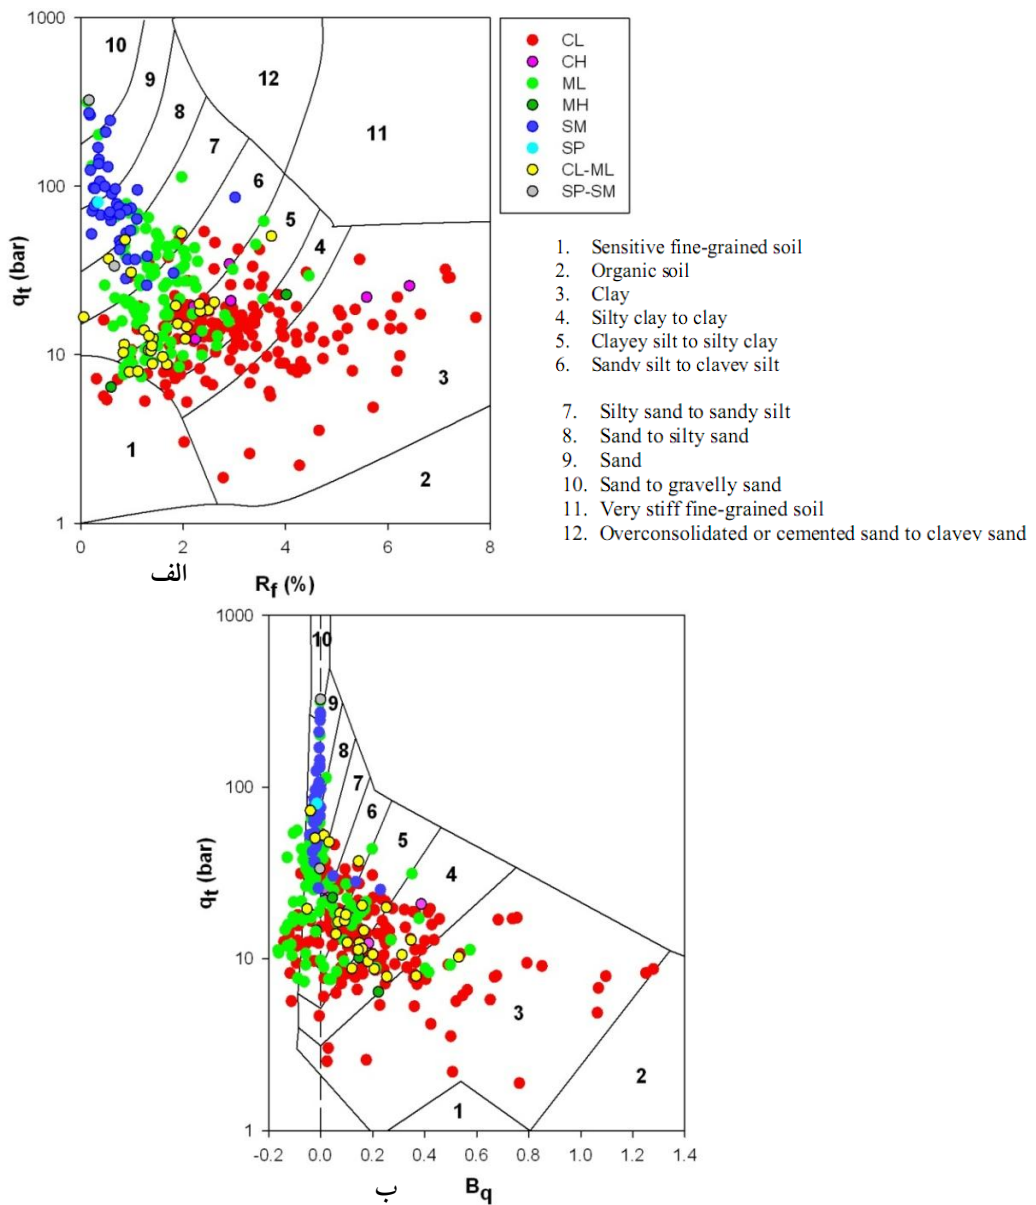 1000
100
10
1
qt (bar)
10
9
8
7
6
5
4
3
12
11
1
2
0
2
4
6
8
الف
Rf (%)
CL
CH
ML
MH
SM
SP
CL-ML
SP-SM
1. Sensitive fine-grained soil
2. Organic soil
3. Clay
4. Silty clay to clay
5. Clayey silt to silty clay
6. Sandy silt to clayey silt
7. Silty sand to sandy silt
8. Sand to silty sand
9. Sand
10. Sand to gravelly sand
11. Very stiff fine-grained soil
12. Overconsolidated or cemented sand to clayey sand
1000
100
10
1
qt (bar)
10
9
8
7
6
5
4
3
2
1
-0.2
0.0
0.2
0.4
0.6
0.8
1.0
1.2
1.4
ب
Bq